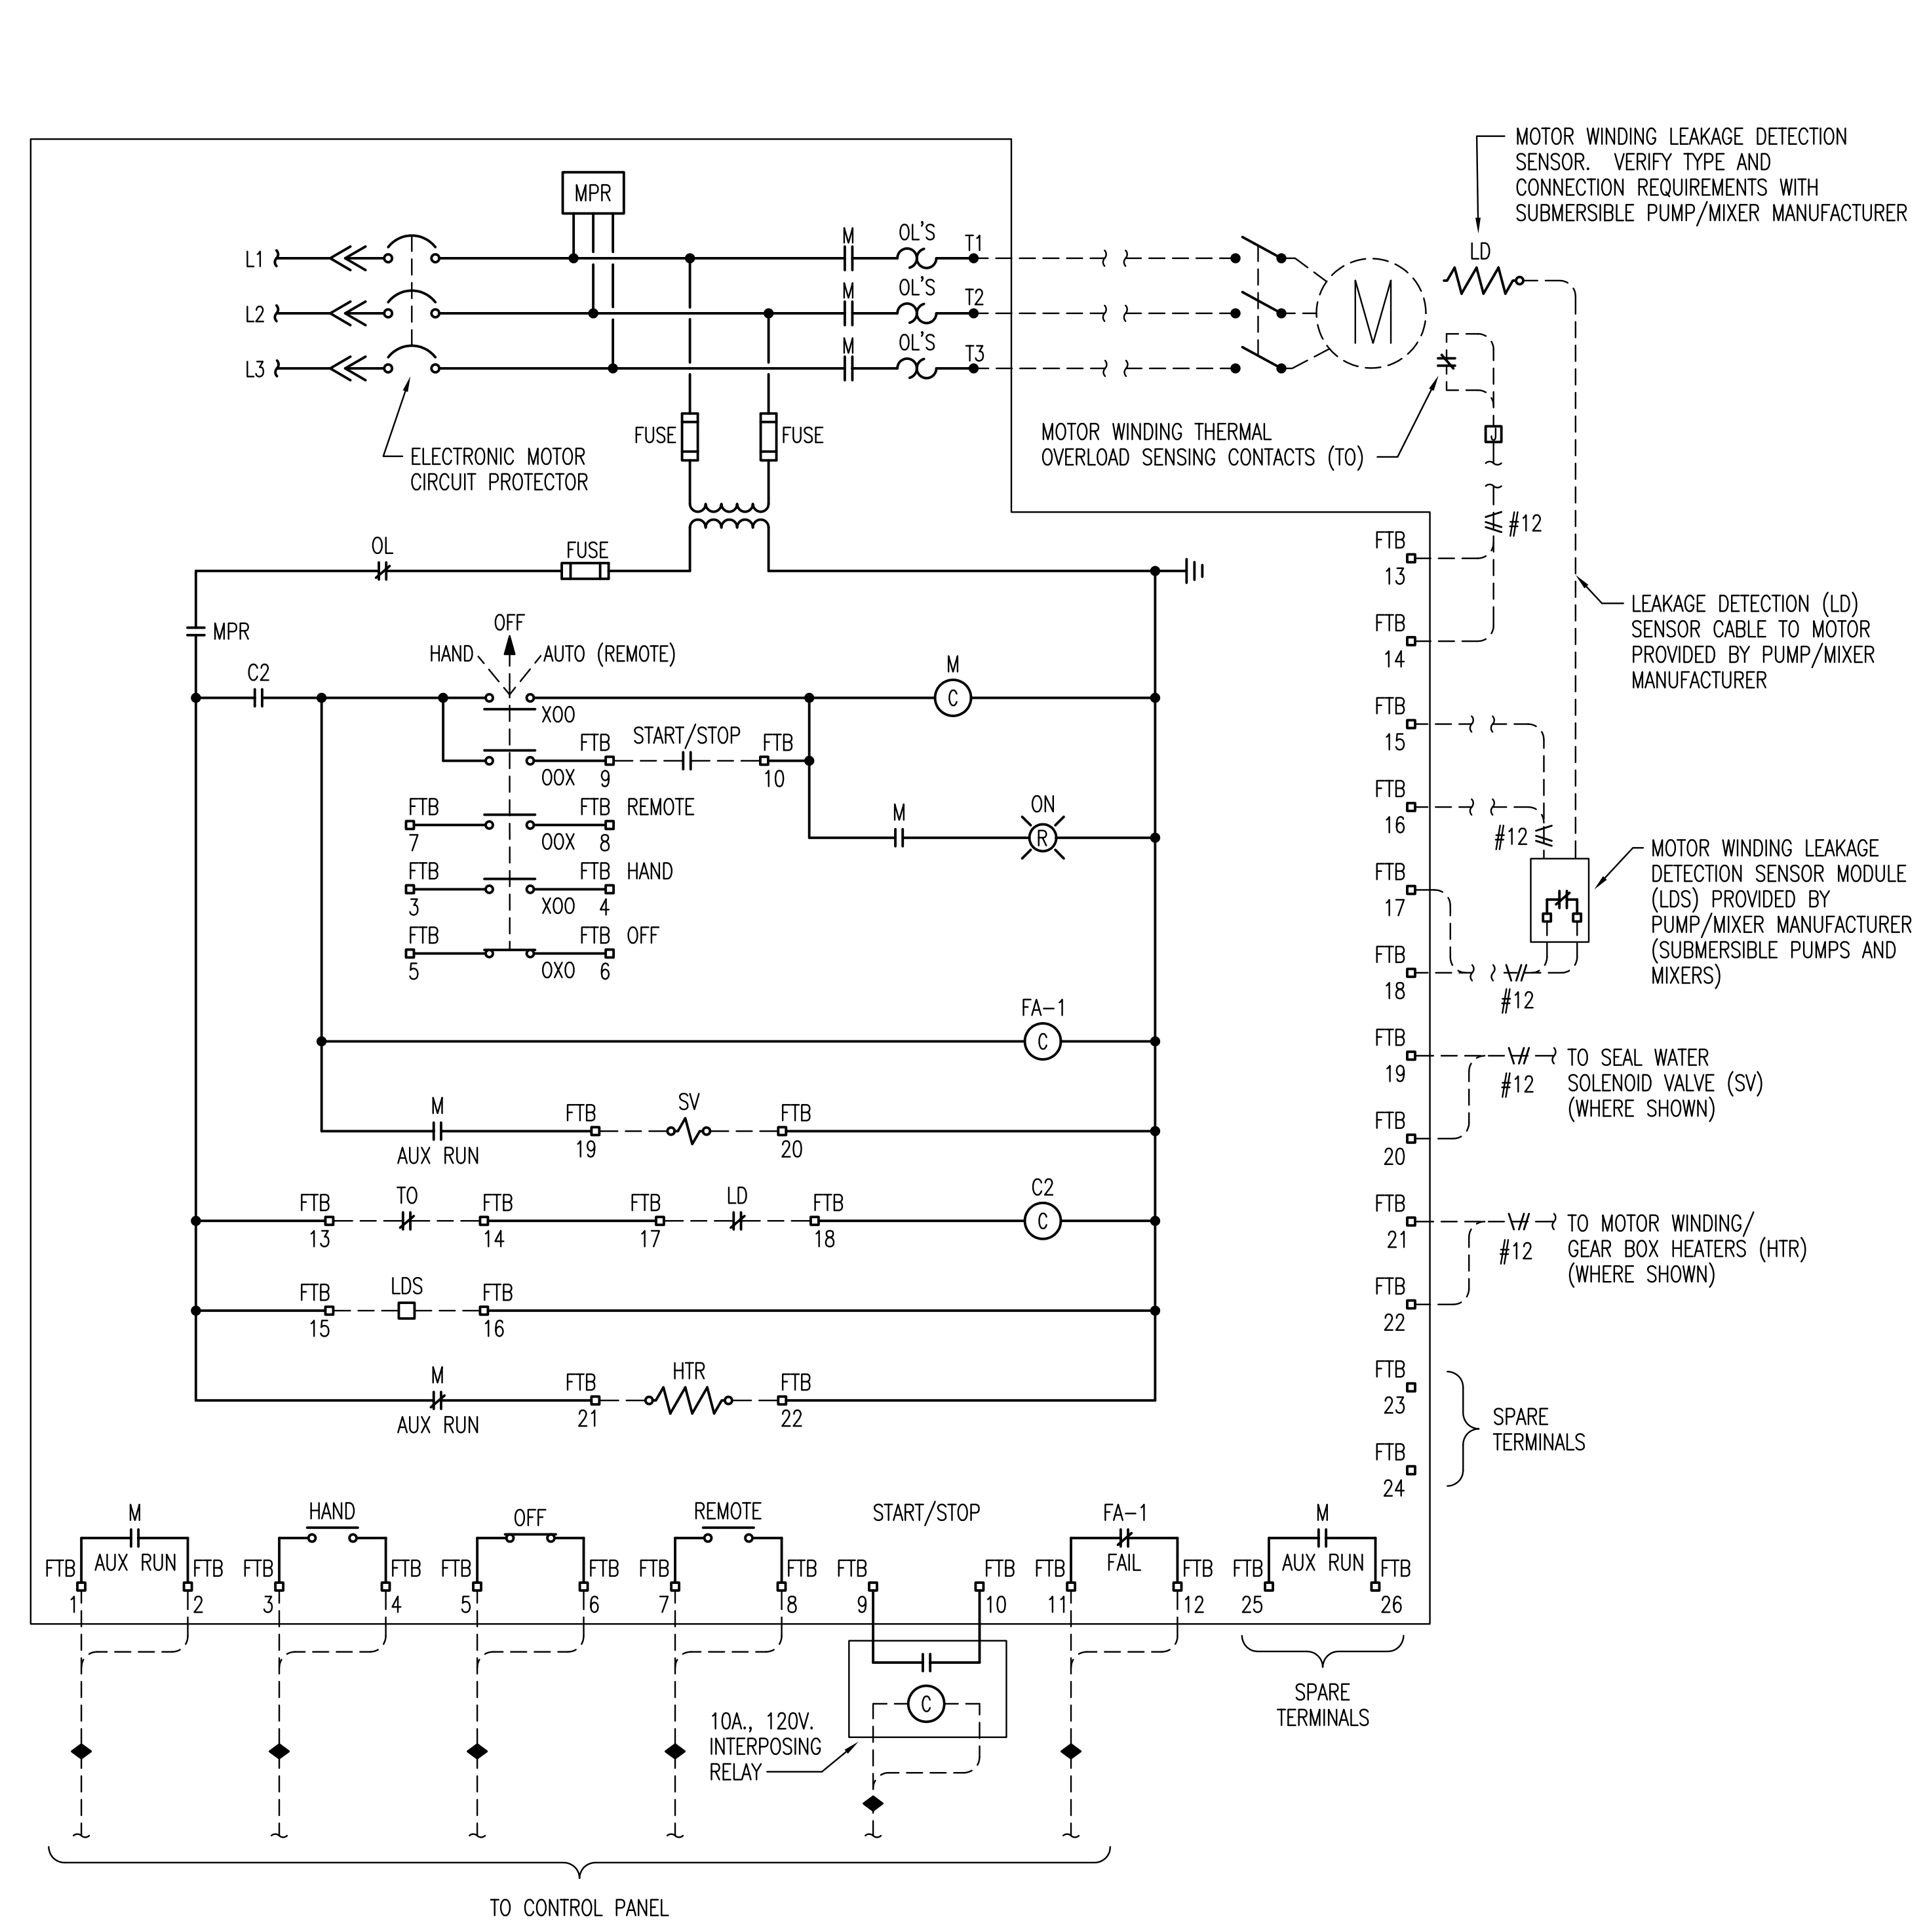 MOTOR WINDING LEAKAGE DETECTION
SENSOR. VERIFY TYPE AND
CONNECTION REQUIREMENTS WITH
SUBMERSIBLE PUMP/MIXER MANUFACTURER
MPR
L1
M
OL'S
T1
LD
L2
M
OL'S
T2
M
L3
M
OL'S
T3
ELECTRONIC MOTOR
CIRCUIT PROTECTOR
FUSE
FUSE
MOTOR WINDING THERMAL
OVERLOAD SENSING CONTACTS (TO)
J
#12
OL
FUSE
FTB
13
MPR
OFF
HAND
AUTO (REMOTE)
FTB
14
LEAKAGE DETECTION (LD)
SENSOR CABLE TO MOTOR
PROVIDED BY PUMP/MIXER
MANUFACTURER
C2
M
C
XOO
FTB
15
FTB
START/STOP
FTB
OOX
9
10
FTB
FTB
REMOTE
7
OOX
8
M
ON
R
FTB
16
#12
FTB
FTB
HAND
3
XOO
4
FTB
17
MOTOR WINDING LEAKAGE
DETECTION SENSOR MODULE
(LDS) PROVIDED BY
PUMP/MIXER MANUFACTURER
(SUBMERSIBLE PUMPS AND
MIXERS)
FTB
FTB
OFF
5
OXO
6
FTB
18
#12
FA-1
C
FTB
19
#12
TO SEAL WATER
SOLENOID VALVE (SV)
(WHERE SHOWN)
M
AUX RUN
FTB
19
SV
FTB
20
FTB
20
FTB
13
TO
FTB
14
FTB
17
LD
FTB
18
C2
C
FTB
21
#12
TO MOTOR WINDING/
GEAR BOX HEATERS (HTR)
(WHERE SHOWN)
FTB
15
LDS
FTB
16
FTB
22
M
AUX RUN
FTB
21
HTR
FTB
22
FTB
23
SPARE
TERMINALS
FTB
24
M
FTB
AUX RUN
FTB
1
2
HAND
FTB
FTB
3
4
OFF
FTB
FTB
5
6
REMOTE
FTB
FTB
7
8
START/STOP
FTB
FTB
9
10
FA-1
FTB
FAIL
FTB
11
12
M
FTB
AUX RUN
FTB
25
26
C
10A., 120V.
INTERPOSING
RELAY
SPARE
TERMINALS
TO CONTROL PANEL